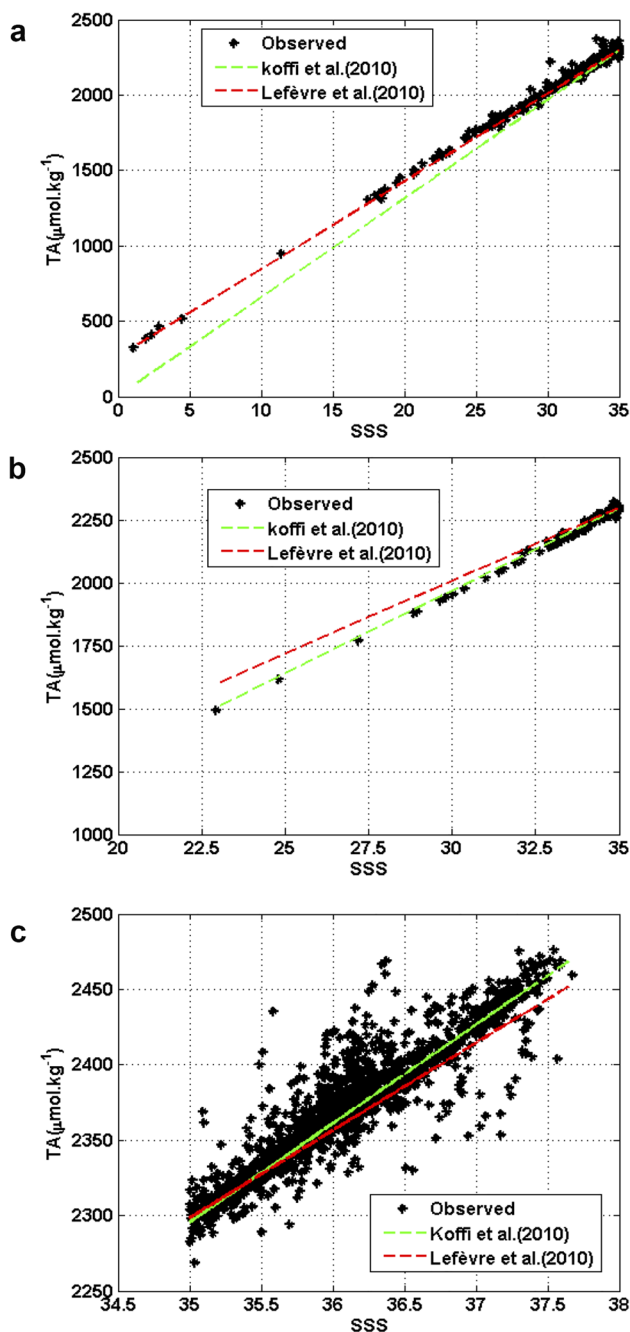 a
2500
2000
1500
1000
500
0
TA(μmol.kg-1)
Observed
koffi et al.(2010)
Lefèvre et al.(2010)
0 5 10 15 20 25 30 35
SSS
b
2500
2250
2000
1750
1500
1250
1000
TA(μmol.kg-1)
Observed
koffi et al.(2010)
Lefèvre et al.(2010)
20 22.5 25 27.5 30 32.5 35
SSS
c
2500
2450
2400
2350
2300
2250
TA(μmol.kg-1)
Observed
Koffi et al.(2010)
Lefèvre et al.(2010)
34.5 35 35.5 36 36.5 37 37.5 38
SSS